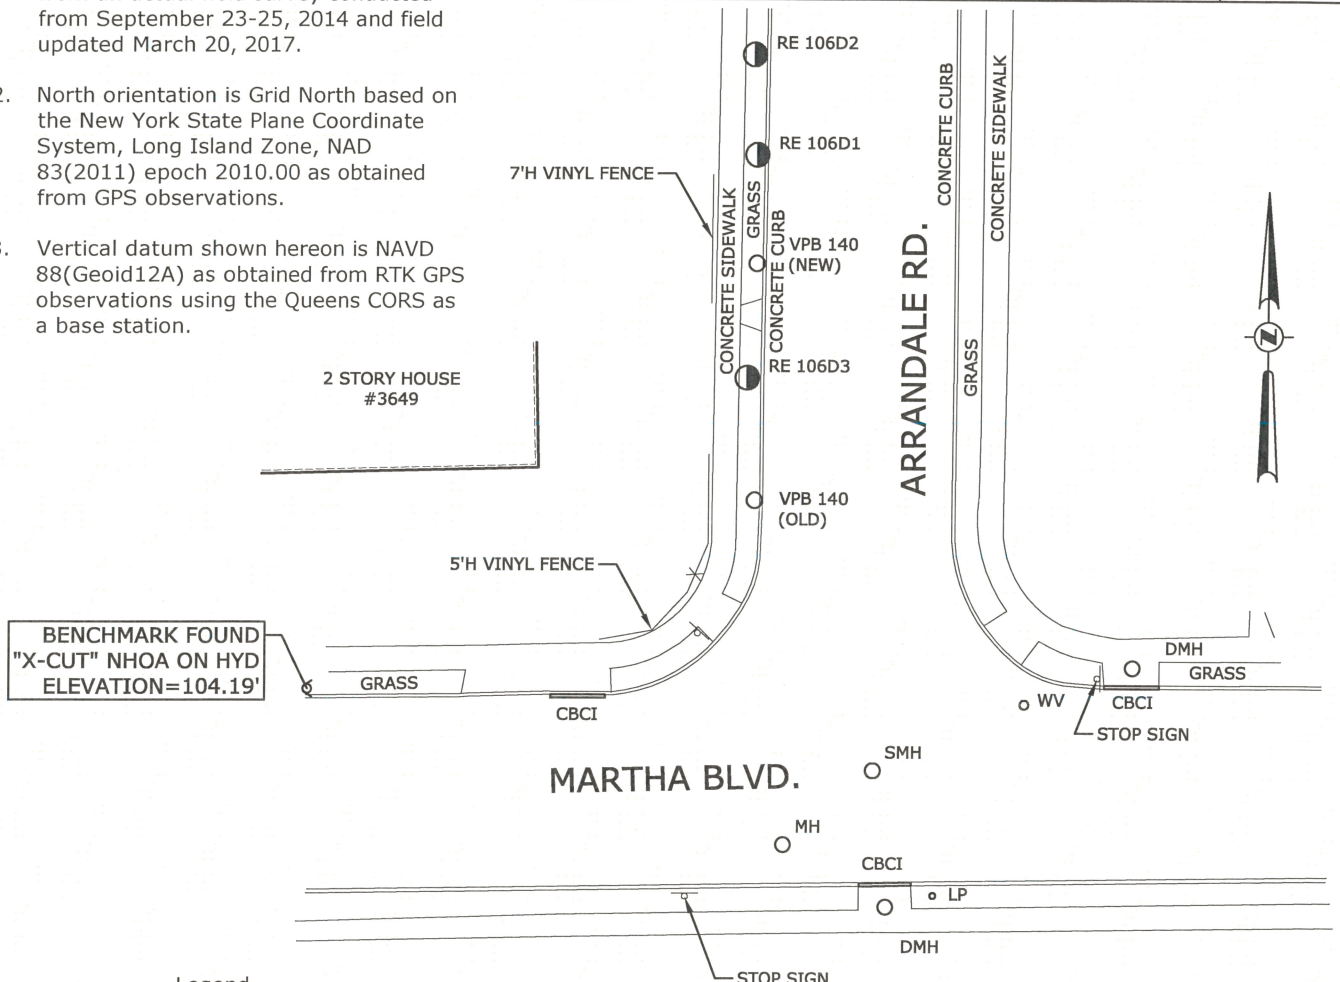 from September 23-25, 2014 and field
updated March 20, 2017.
2. North orientation is Grid North based on
the New York State Plane Coordinate
System, Long Island Zone, NAD
83(2011) epoch 2010.00 as obtained
from GPS observations.
3. Vertical datum shown hereon is NAVD
88(Geoid12A) as obtained from RTK GPS
observations using the Queens CORS as
a base station.
RE 106D2
RE 106D1
7'H VINYL FENCE
CONCRETE SIDEWALK
GRASS
CONCRETE CURB
VPB 140
(NEW)
RE 106D3
VPB 140
(OLD)
ARRANDALE RD.
CONCRETE CURB
CONCRETE SIDEWALK
GRASS
N
2 STORY HOUSE
#3649
5'H VINYL FENCE
BENCHMARK FOUND
"X-CUT" NHOA ON HYD
ELEVATION=104.19'
GRASS
CBCI
DMH
GRASS
WV
CBCI
STOP SIGN
MARTHA BLVD.
SMH
MH
CBCI
LP
DMH
STOP SIGN
Legend